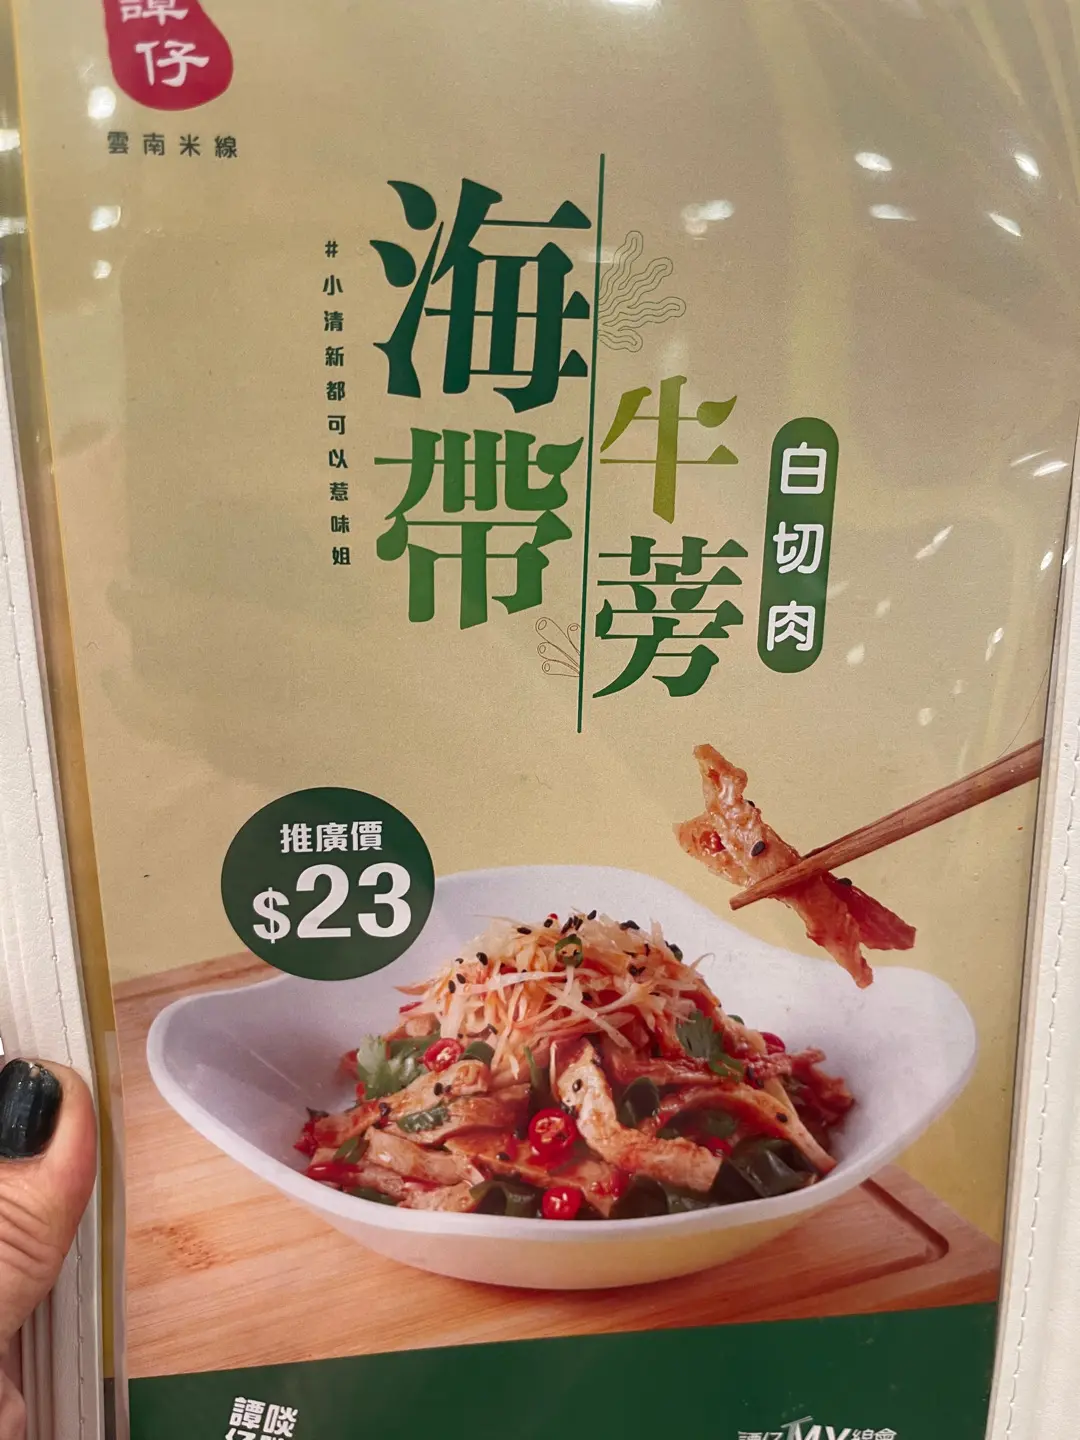 譚仔
雲南米線
#小清新都可以惹味姐
海帶
牛蒡
白切肉
推廣價
$23